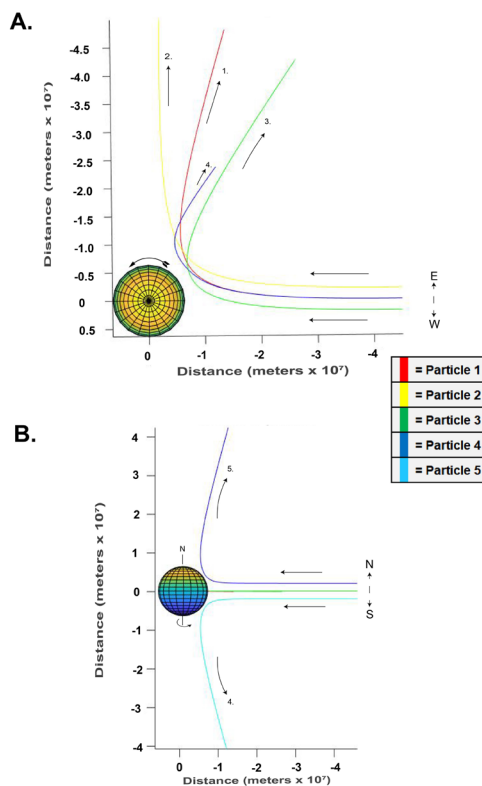 A.
Distance (meters x 10⁷)
-4.5
-4.0
-3.5
-3.0
-2.5
-2.0
-1.5
-1.0
-0.5
0
0.5
2.
1.
3.
4.
E
W
0 -1 -2 -3 -4
Distance (meters x 10⁷)
= Particle 1
= Particle 2
= Particle 3
= Particle 4
= Particle 5
B.
Distance (meters x 10⁷)
4
3
2
1
0
-1
-2
-3
-4
5.
N
N
S
4.
0 -1 -2 -3 -4
Distance (meters x 10⁷)